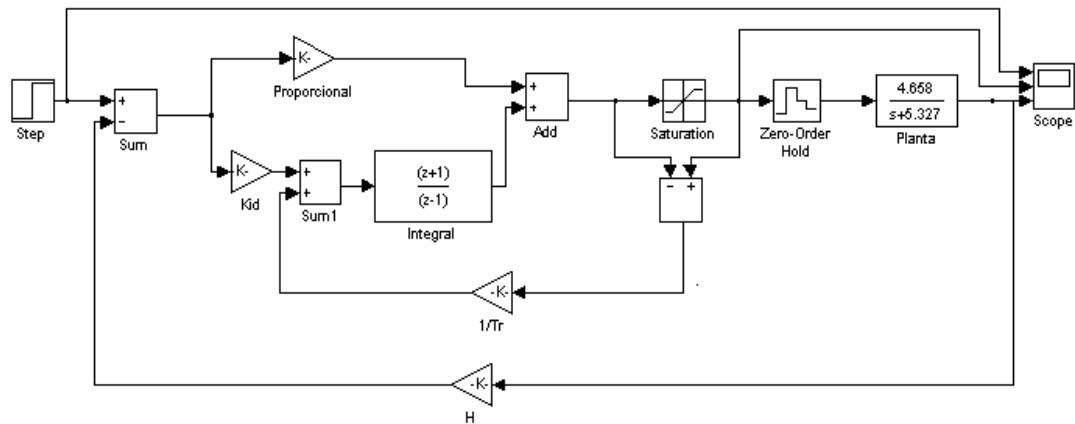 K-
Proporcional
Step
+
−
Sum
K-
Kid
+
+
Sum1
(z+1)
(z-1)
Integral
+
+
Add
Saturation
Zero-Order
Hold
4.658
s+5.327
Planta
Scope
− +
-K-
1/Tr
-K-
H